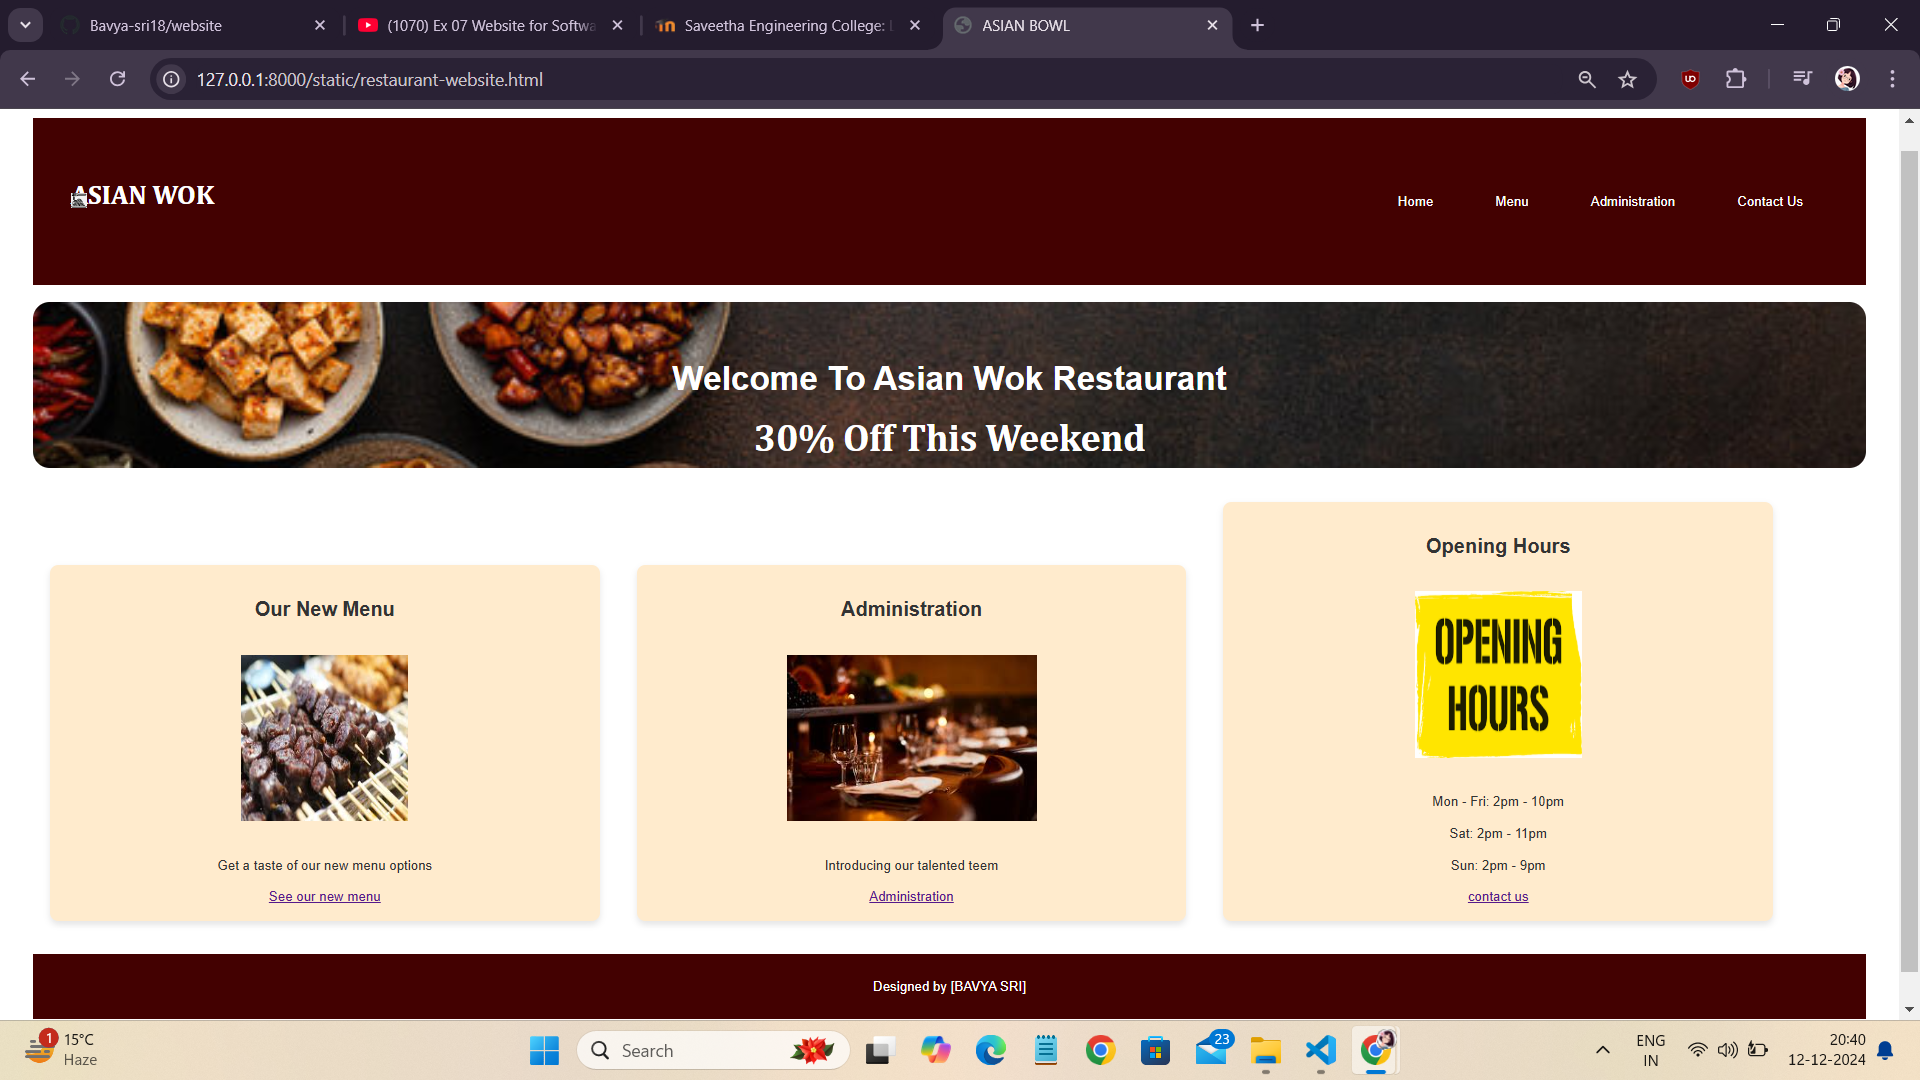 Bavya-sri18/website
(1070) Ex 07 Website for Softwa
Saveetha Engineering College:
ASIAN BOWL
127.0.0.1:8000/static/restaurant-website.html
ASIAN WOK
Home
Menu
Administration
Contact Us
Welcome To Asian Wok Restaurant
30% Off This Weekend
Our New Menu
Get a taste of our new menu options
See our new menu
Administration
Introducing our talented teem
Administration
Opening Hours
OPENING
HOURS
Mon - Fri: 2pm - 10pm
Sat: 2pm - 11pm
Sun: 2pm - 9pm
contact us
Designed by [BAVYA SRI]
1
15°C
Haze
Search
23
ENG
IN
20:40
12-12-2024